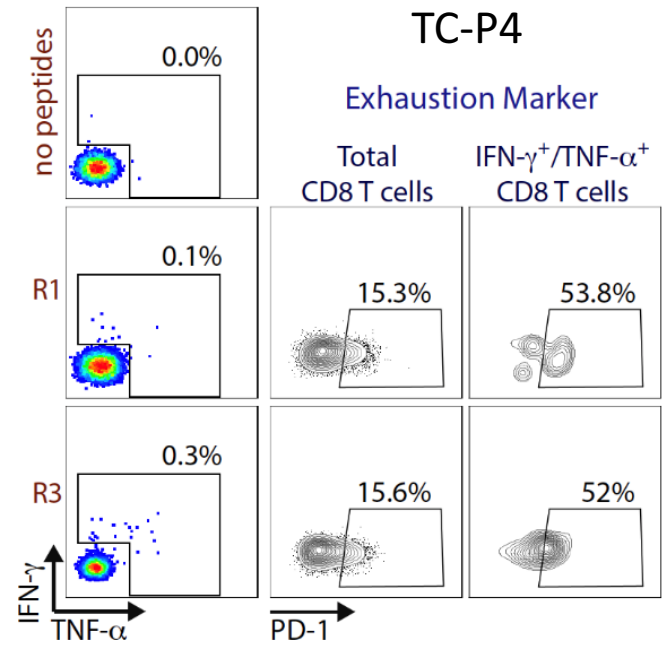 TC-P4
no peptides
0.0%
Exhaustion Marker
Total
CD8 T cells
IFN-γ⁺/TNF-α⁺
CD8 T cells
R1
0.1%
15.3%
53.8%
R3
0.3%
15.6%
52%
IFN-γ
TNF-α
PD-1